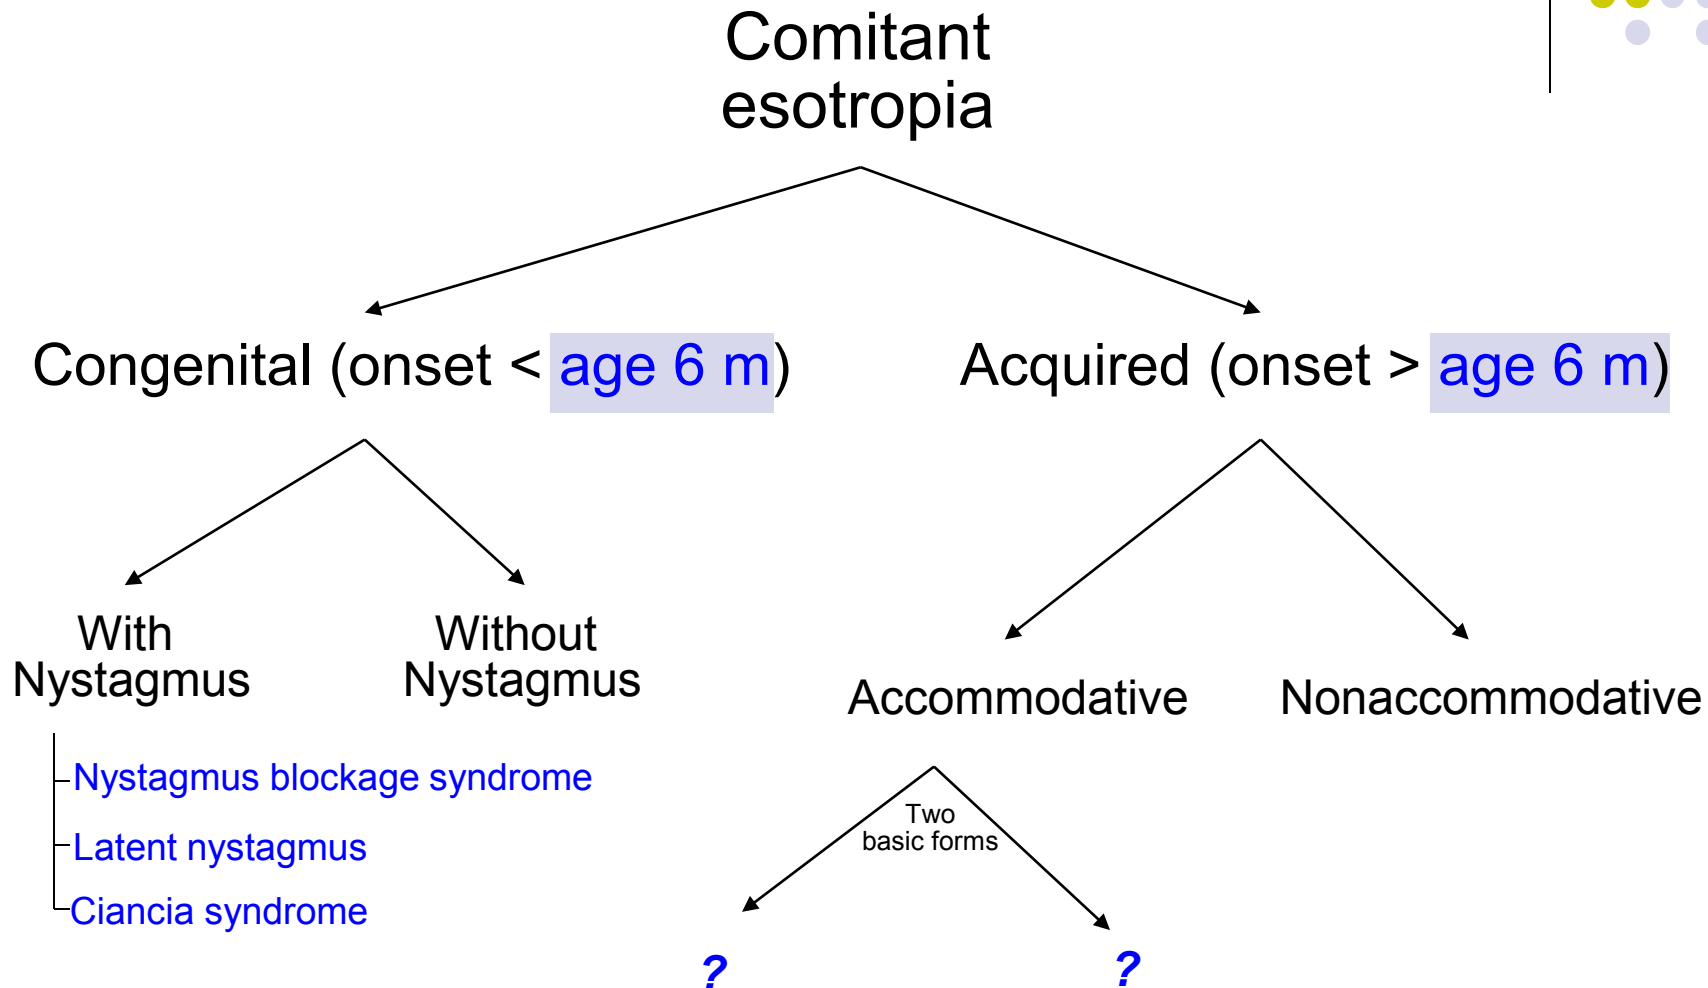 Comitant
esotropia
Congenital (onset < age 6 m)
Acquired (onset > age 6 m)
With
Nystagmus
Without
Nystagmus
Accommodative
Nonaccommodative
Nystagmus blockage syndrome
Latent nystagmus
Ciancia syndrome
Two
basic forms
?
?